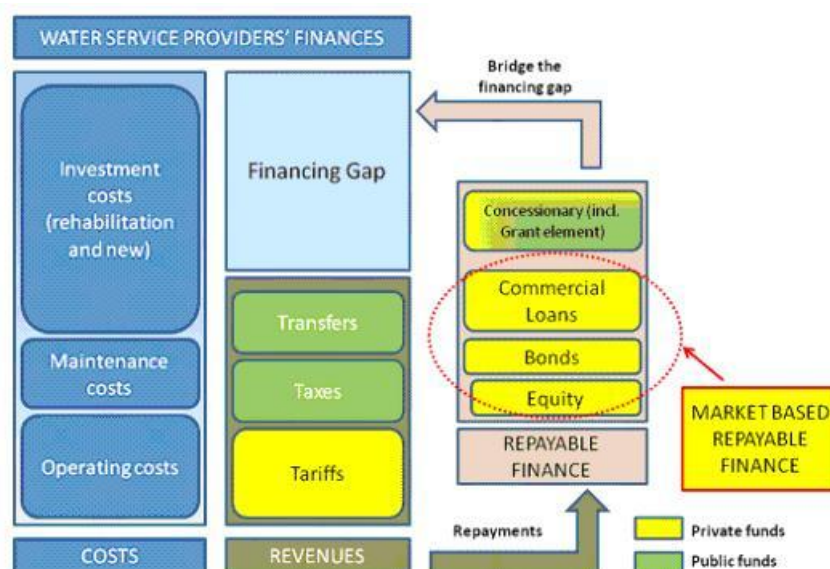 WATER SERVICE PROVIDERS' FINANCES
Investment
costs
(rehabilitation
and new)
Maintenance
costs
Operating costs
COSTS
Financing Gap
Transfers
Taxes
Tariffs
REVENUES
Bridge the
financing gap
Concessionary (incl.
Grant element)
Commercial
Loans
Bonds
Equity
REPAYABLE
FINANCE
Repayments
MARKET BASED
REPAYABLE
FINANCE
Private funds
Public funds